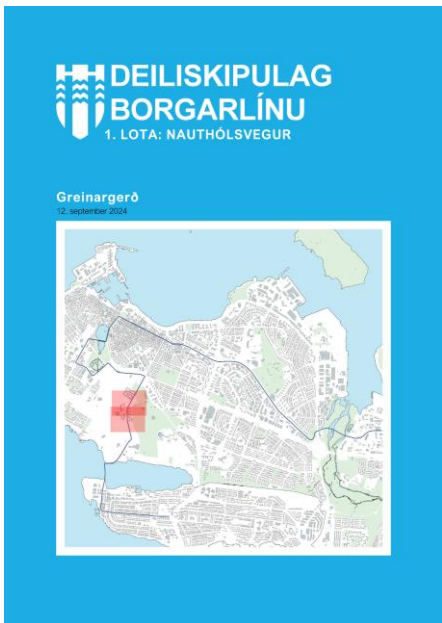 DEILISKIPULAG
BORGARLÍNU
1. LOTA: NAUTHÓLSVEGUR
Greinargerð
12. september 2024